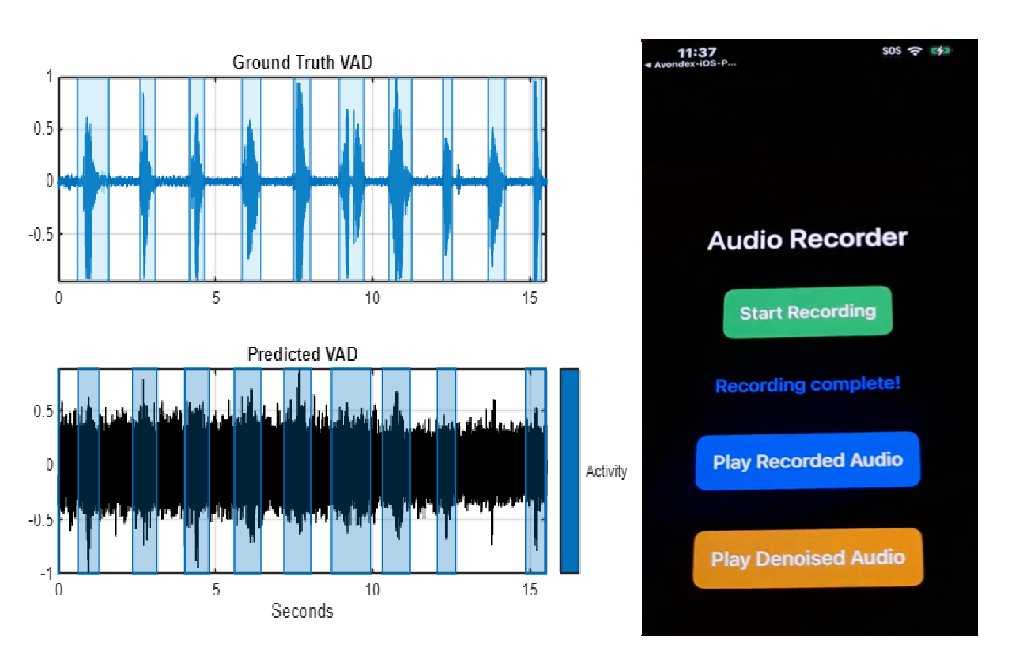 Ground Truth VAD
1
0.5
0
-0.5
0
5
10
15
Predicted VAD
0.5
0
-0.5
-1
0
5
10
15
Seconds
Activity
11:37
SOS
◂ Avondex-iOS-P...
Audio Recorder
Start Recording
Recording complete!
Play Recorded Audio
Play Denoised Audio